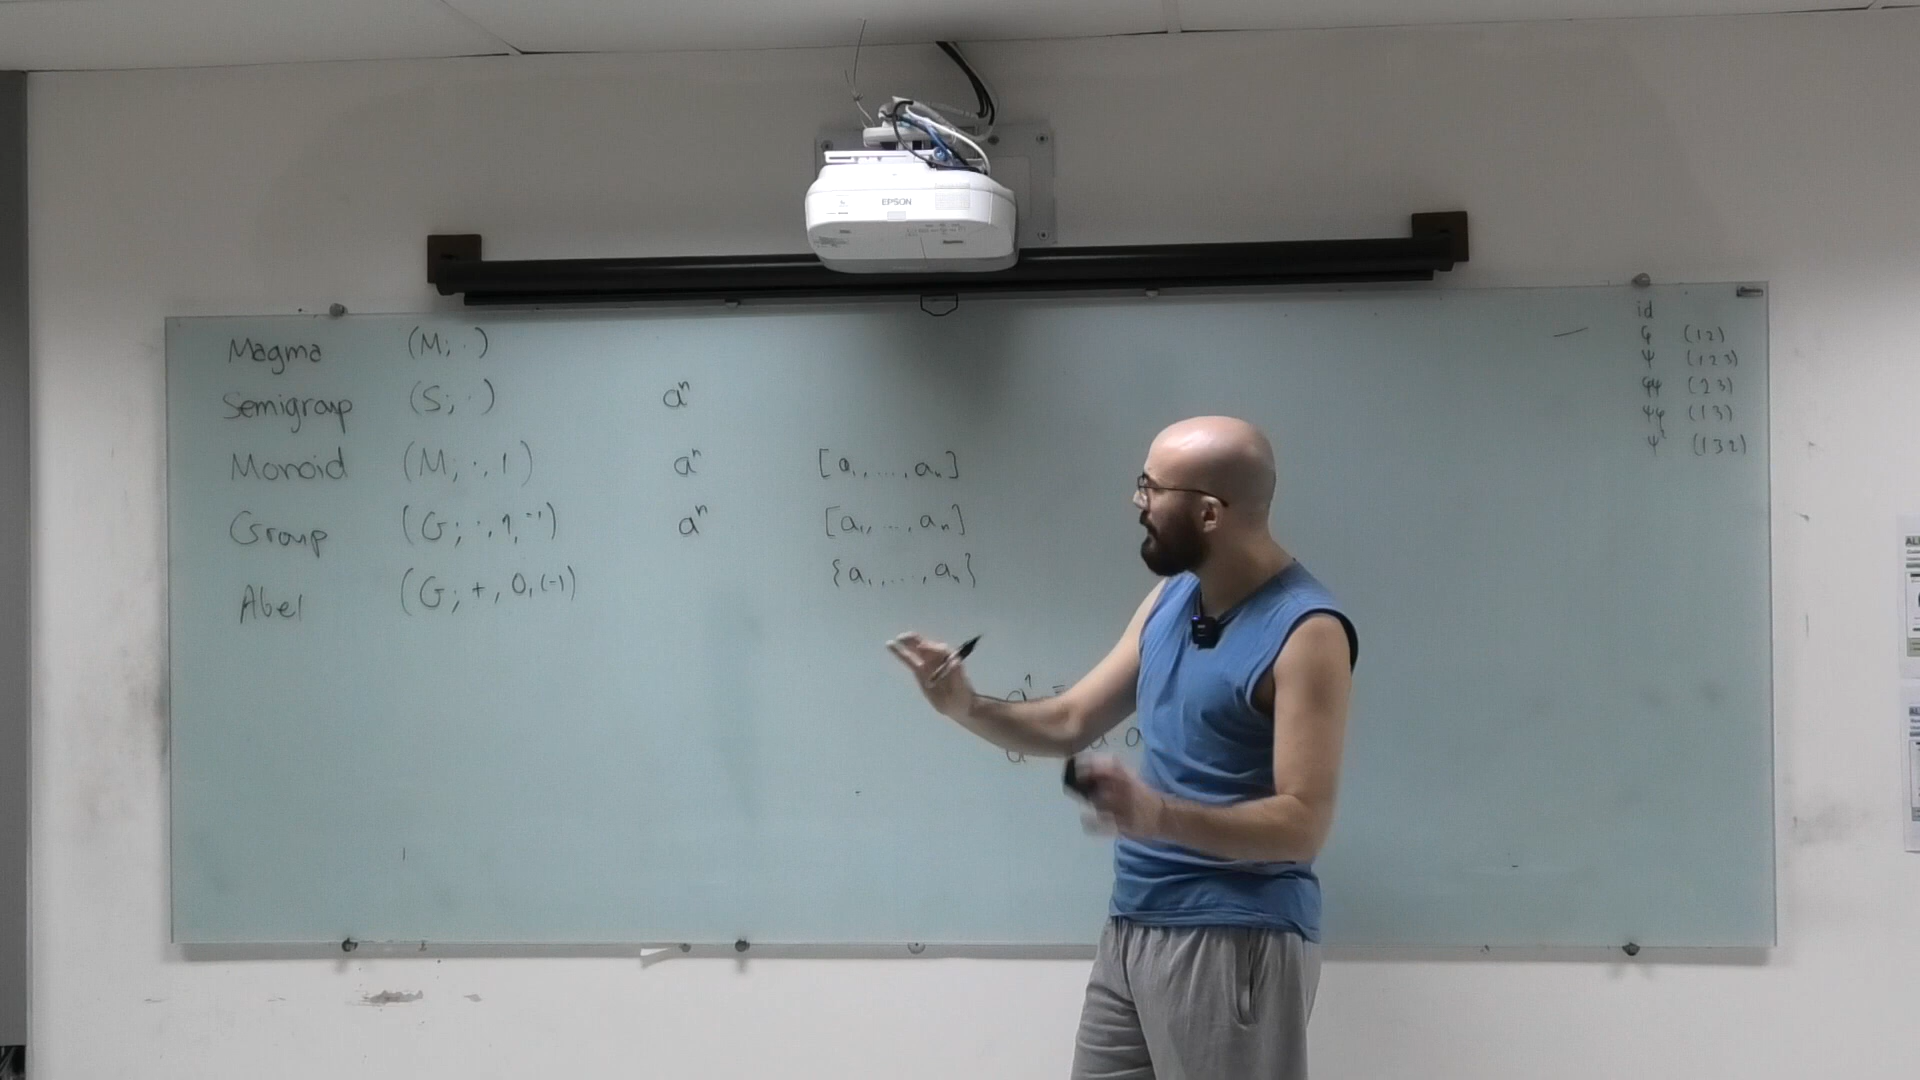 EPSON
Magma (M; ·)
Semigroup (S; ·) aⁿ
Monoid (M; ·, 1) aⁿ [a₁, ..., aₙ]
Group (G; ·, 1, ⁻¹) aⁿ [a₁, ..., aₙ]
Abel (G; +, 0, (-1) {a₁, ..., aₙ}
a¹ =
a · a
id
φ (1 2)
ψ (1 2 3)
φψ (2 3)
ψφ (1 3)
ψ² (1 3 2)